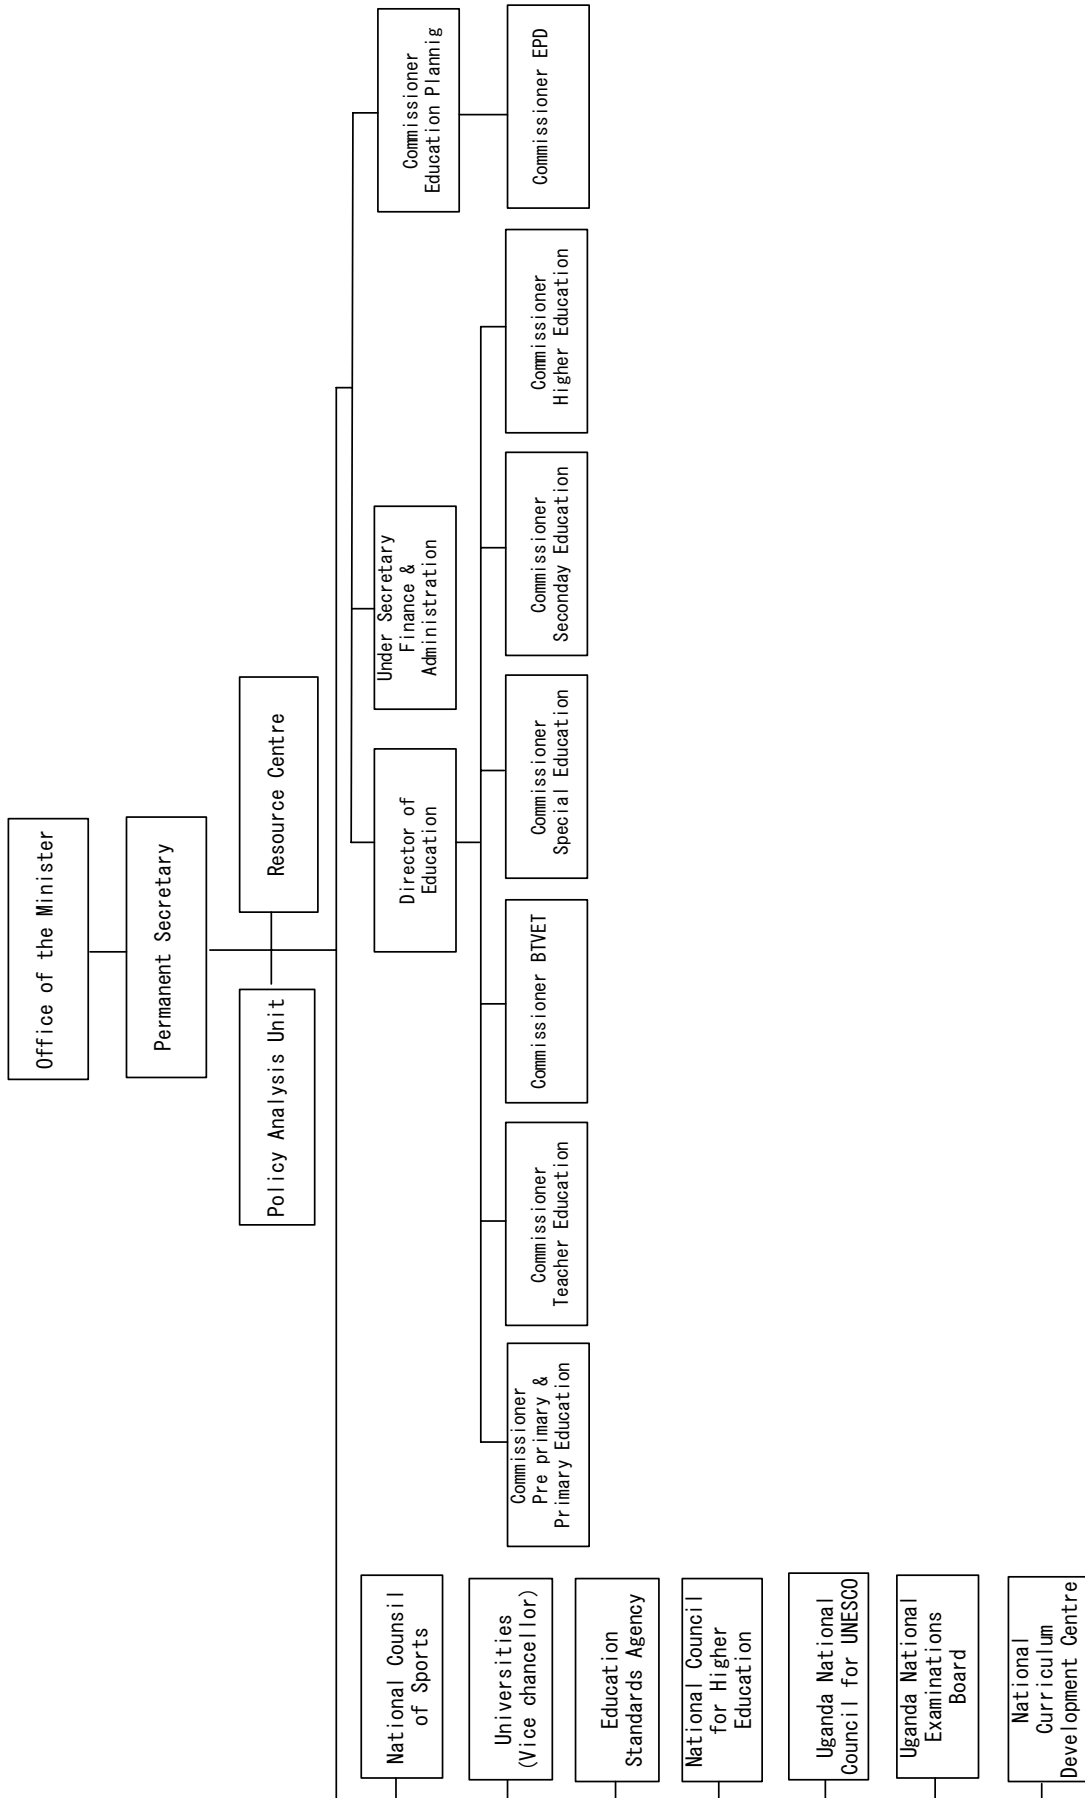 Office of the Minister
Permanent Secretary
Policy Analysis Unit
Resource Centre
Director of
Education
Under Secretary
Finance &
Administration
Commissioner
Education Plannig
Commissioner
Pre primary &
Primary Education
Commissioner
Teacher Education
Commissioner BTVET
Commissioner
Special Education
Commissioner
Seconday Education
Commissioner
Higher Education
Commissioner EPD
National Counsil
of Sports
Universities
(Vice chancellor)
Education
Standards Agency
National Council
for Higher
Education
Uganda National
Council for UNESCO
Uganda National
Examinations
Board
National
Curriculum
Development Centre